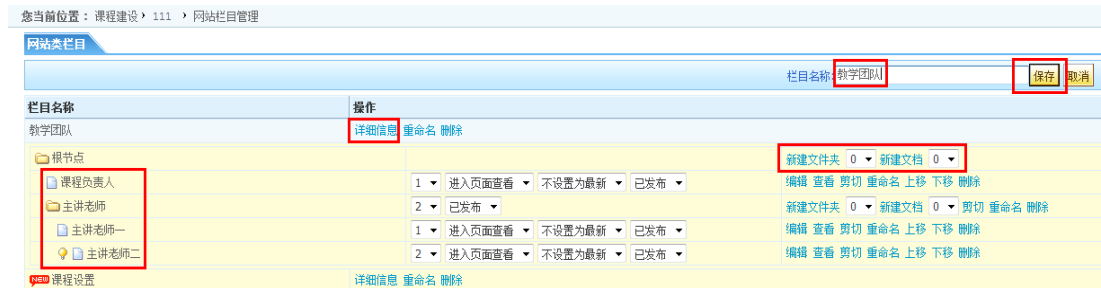 您当前位置：课程建设› 111 › 网站栏目管理
网站类栏目
栏目名称:教学团队 保存 取消
栏目名称 操作
教学团队 详细信息 重命名 删除
根节点 新建文件夹 0 新建文档 0
课程负责人 1 进入页面查看 不设置为最新 已发布 编辑 查看 剪切 重命名 上移 下移 删除
主讲老师 2 已发布 新建文件夹 0 新建文档 0 剪切 重命名 删除
主讲老师一 1 进入页面查看 不设置为最新 已发布 编辑 查看 剪切 重命名 上移 下移 删除
主讲老师二 2 进入页面查看 不设置为最新 已发布 编辑 查看 剪切 重命名 上移 下移 删除
NEW 课程设置 详细信息 重命名 删除